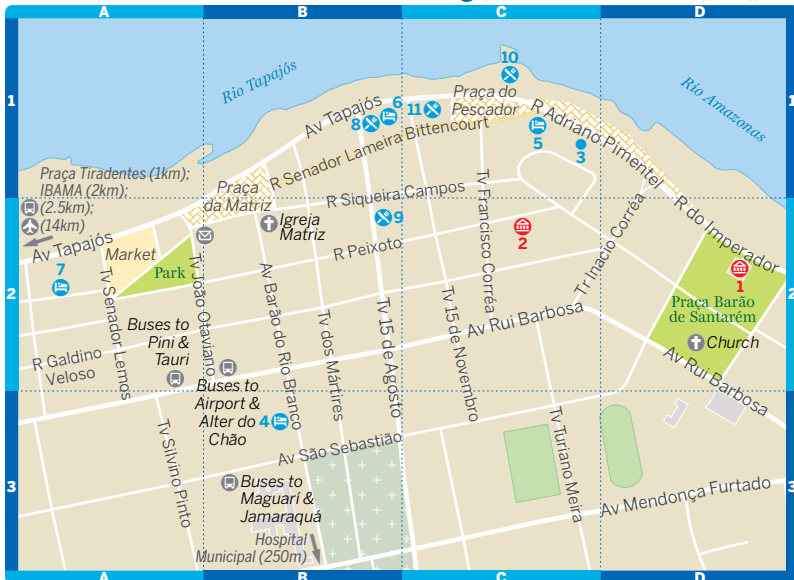 A
B
C
D
1
1
2
2
3
3
A
B
C
D
Rio Tapajós
Rio Amazonas
10
Praça do
Pescador
Av Tapajós
6
8
11
R Senador Lameira Bittencourt
R Adriano Pimentel
5
3
Praça Tiradentes (1km);
IBAMA (2km);
(2.5km);
(14km)
Praça
da Matriz
R Siqueira Campos
9
Igreja
Matriz
Tv Francisco Corrêa
2
Tr Inacio Corrêa
R do Imperador
Av Tapajós
Market
7
Park
R Peixoto
1
Praça Barão
de Santarém
Church
Tv Senador Lemos
Tv João Otaviano
Av Barão do Rio Branco
Tv dos Martires
Tv 15 de Agosto
Tv 15 de Novembro
Av Rui Barbosa
Av Rui Barbosa
R Galdino
Veloso
Buses to
Pini &
Tauri
Buses to
Airport &
Alter do
Chão
4
Tv Silvino Pinto
Av São Sebastião
Tv Turiano Meira
Buses to
Maguarí &
Jamaraquá
Av Mendonça Furtado
Hospital
Municipal (250m)